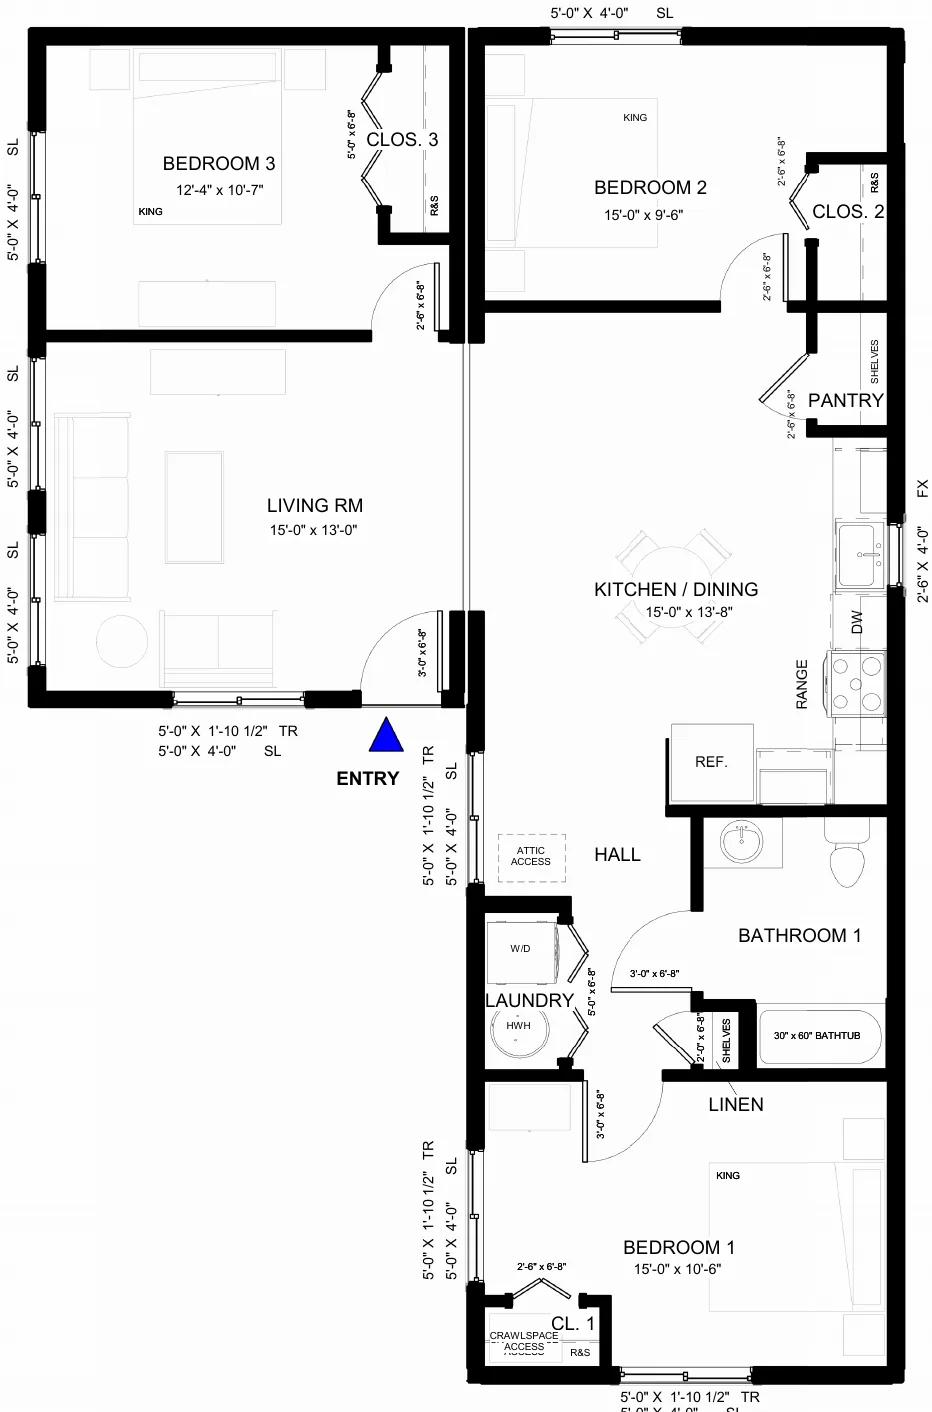 5'-0" X 4'-0" SL
5'-0" X 4'-0" SL
BEDROOM 3
12'-4" x 10'-7"
KING
5'-0" x 6'-8"
CLOS. 3
R&S
2'-6" x 6'-8"
KING
BEDROOM 2
15'-0" x 9'-6"
2'-6" x 6'-8"
R&S
CLOS. 2
2'-6" x 6'-8"
5'-0" X 4'-0" SL
5'-0" X 4'-0" SL
LIVING RM
15'-0" x 13'-0"
3'-0" x 6'-8"
SHELVES
PANTRY
2'-6" x 6'-8"
2'-6" X 4'-0" FX
KITCHEN / DINING
15'-0" x 13'-8"
DW
RANGE
REF.
5'-0" X 1'-10 1/2" TR
5'-0" X 4'-0" SL
ENTRY
5'-0" X 1'-10 1/2" TR
5'-0" X 4'-0" SL
ATTIC
ACCESS
HALL
BATHROOM 1
W/D
LAUNDRY
HWH
5'-0" x 6'-8"
3'-0" x 6'-8"
2'-0" x 6'-8"
SHELVES
30" x 60" BATHTUB
LINEN
3'-0" x 6'-8"
5'-0" X 1'-10 1/2" TR
5'-0" X 4'-0" SL
KING
BEDROOM 1
15'-0" x 10'-6"
2'-6" x 6'-8"
CL. 1
CRAWLSPACE
ACCESS
R&S
5'-0" X 1'-10 1/2" TR
5'-0" X 4'-0" SL